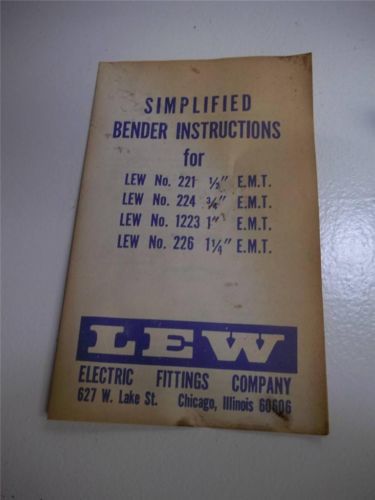 SIMPLIFIED
BENDER INSTRUCTIONS
for
LEW No. 221 ½" E.M.T.
LEW No. 224 ¾" E.M.T.
LEW No. 1223 1" E.M.T.
LEW No. 226 1¼" E.M.T.
LEW
ELECTRIC FITTINGS COMPANY
627 W. Lake St. Chicago, Illinois 60606